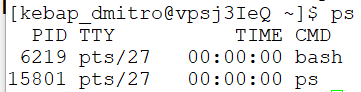 [kebap_dmitro@vpsj3IeQ ~]$ ps
  PID TTY          TIME CMD
 6219 pts/27   00:00:00 bash
15801 pts/27   00:00:00 ps